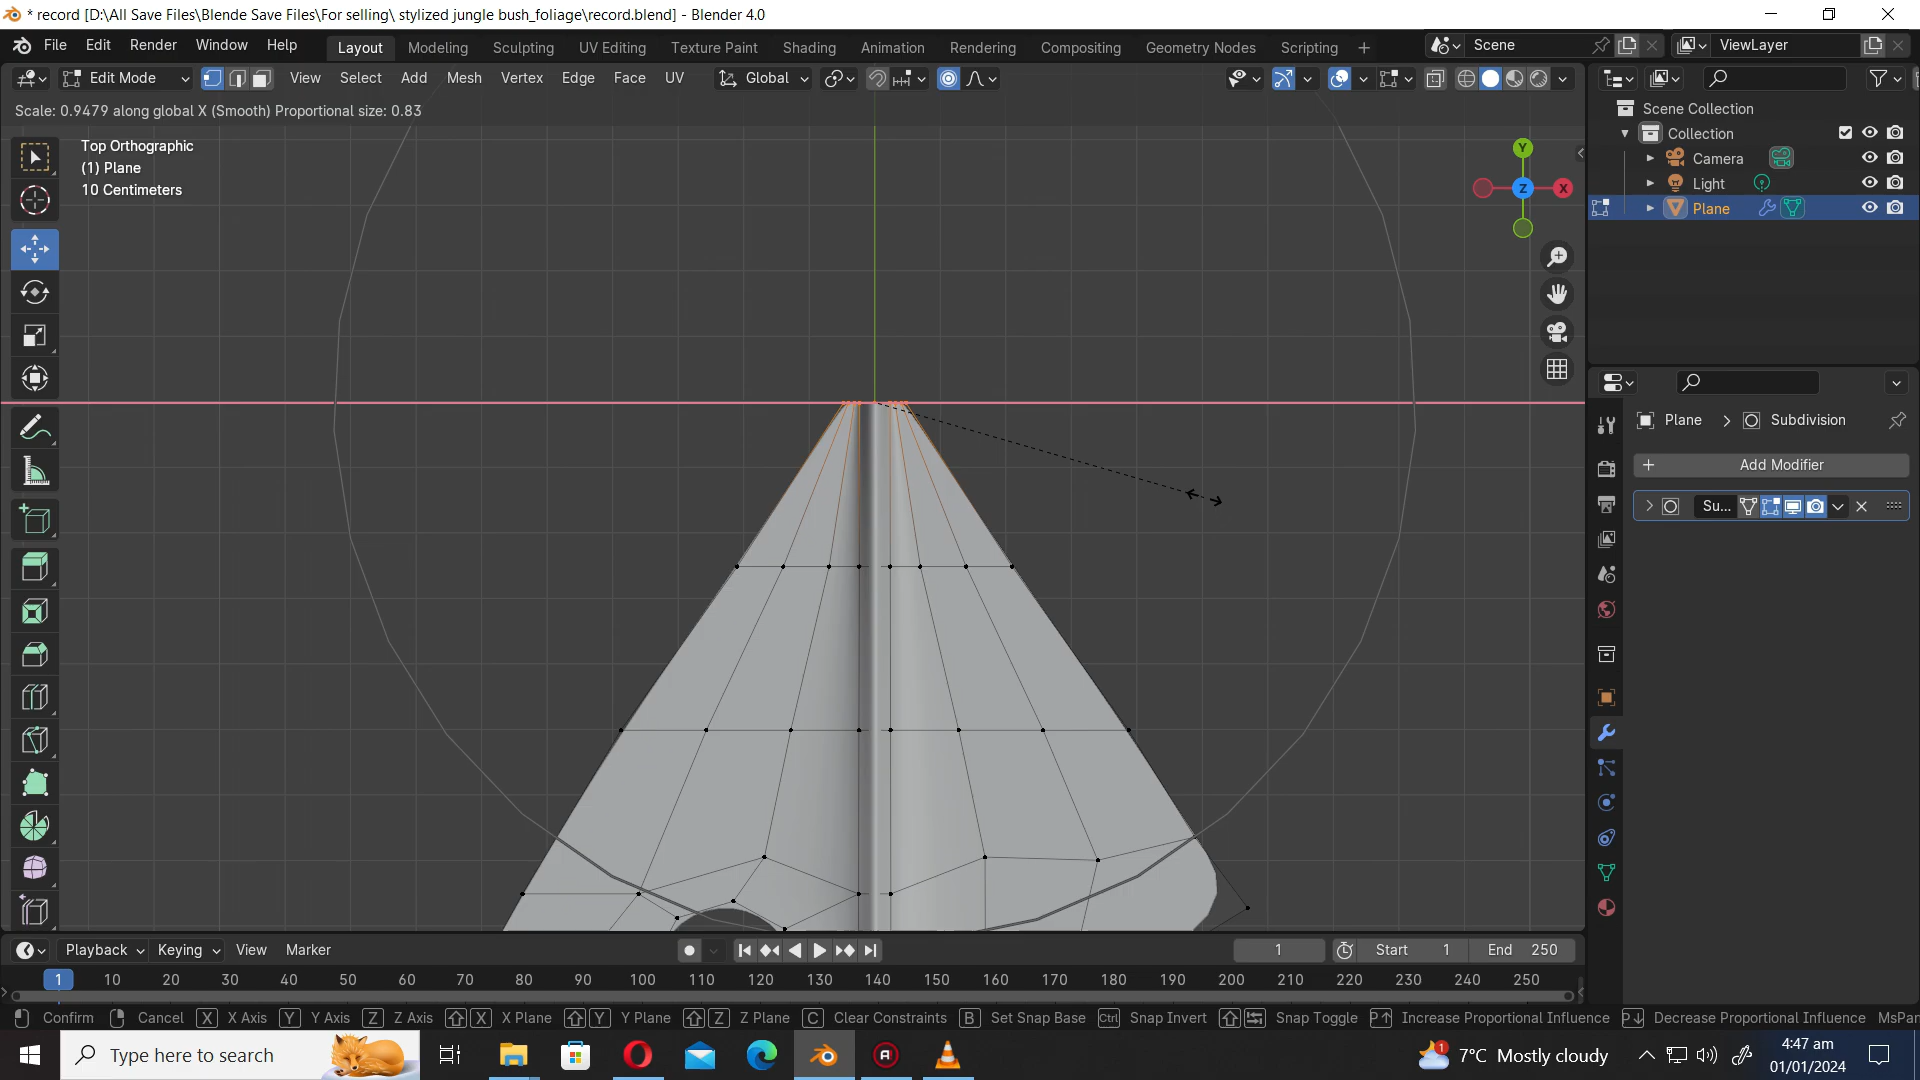 * record [D:\All Save Files\Blende Save Files\For selling\ stylized jungle bush_foliage\record.blend] - Blender 4.0
File Edit Render Window Help Layout Modeling Sculpting UV Editing Texture Paint Shading Animation Rendering Compositing Geometry Nodes Scripting + Scene ViewLayer
Edit Mode View Select Add Mesh Vertex Edge Face UV Global
Scale: 0.9479 along global X (Smooth) Proportional size: 0.83
Top Orthographic
(1) Plane
10 Centimeters
Y
Z X
Scene Collection
Collection
Camera
Light
Plane
Plane > Subdivision
+ Add Modifier
Su...
Playback Keying View Marker 1 Start 1 End 250
1 10 20 30 40 50 60 70 80 90 100 110 120 130 140 150 160 170 180 190 200 210 220 230 240 250
Confirm Cancel X X Axis Y Y Axis Z Z Axis X X Plane Y Y Plane Z Z Plane C Clear Constraints B Set Snap Base Ctrl Snap Invert Snap Toggle P↑ Increase Proportional Influence P↓ Decrease Proportional Influence MsPan
Type here to search
1 7°C Mostly cloudy
4:47 am
01/01/2024